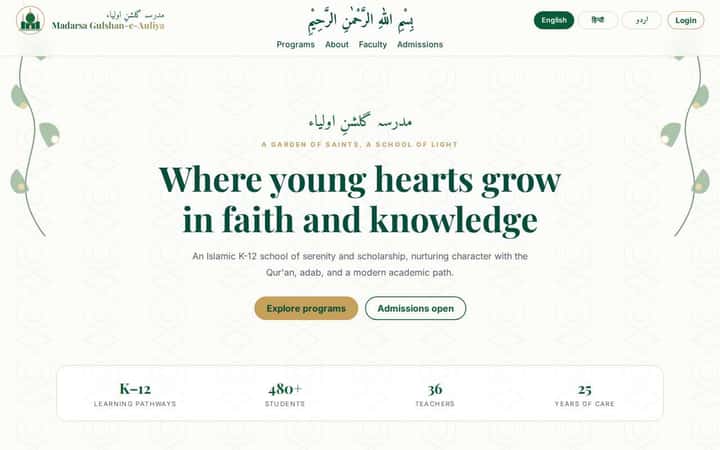 مدرسہ گلشنِ اولیاء
Madarsa Gulshan-e-Auliya
بِسْمِ اللهِ الرَّحْمٰنِ الرَّحِيْمِ
Programs About Faculty Admissions
English हिन्दी اردو Login
مدرسہ گلشنِ اولیاء
A GARDEN OF SAINTS, A SCHOOL OF LIGHT
Where young hearts grow
in faith and knowledge
An Islamic K-12 school of serenity and scholarship, nurturing character with the
Qur'an, adab, and a modern academic path.
Explore programs Admissions open
K–12 480+ 36 25
LEARNING PATHWAYS STUDENTS TEACHERS YEARS OF CARE